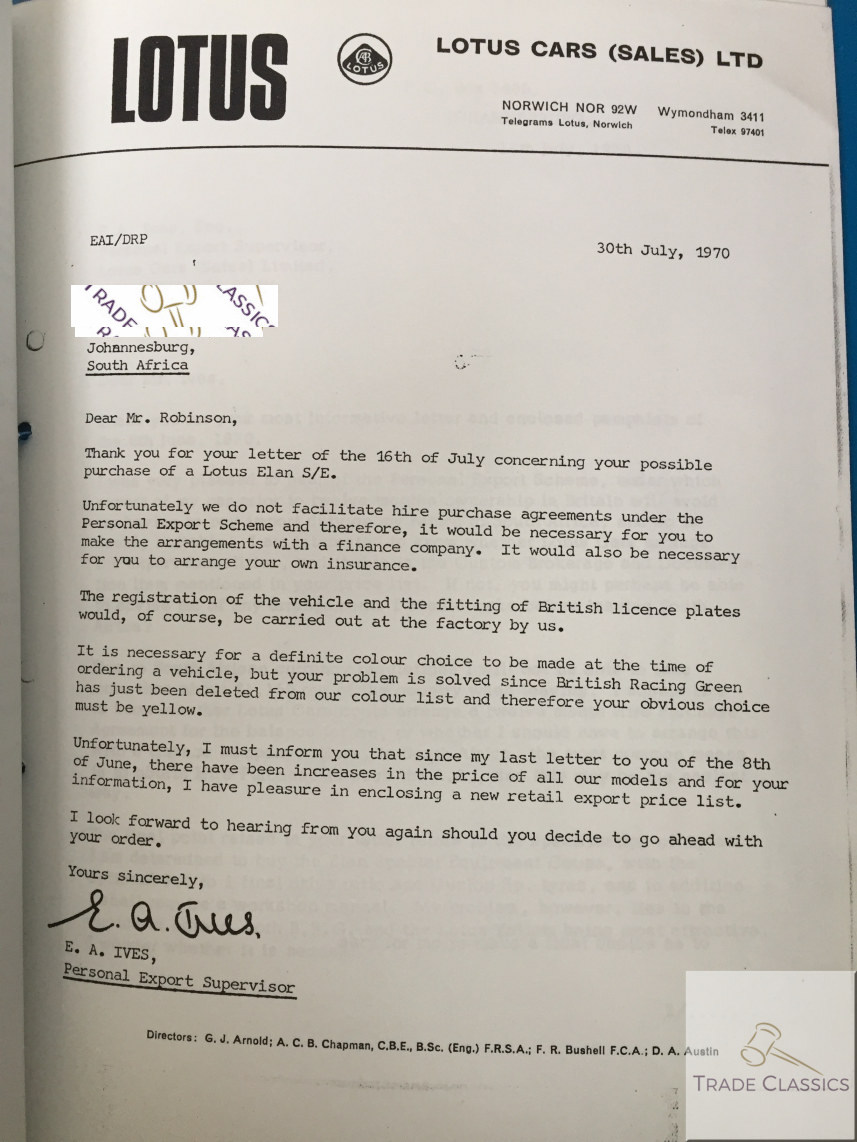 LOTUS
LOTUS
LOTUS CARS (SALES) LTD
NORWICH NOR 92W Wymondham 3411
Telegrams Lotus, Norwich Telex 97401
EAI/DRP
30th July, 1970
TRADE CLASSICS
Johannesburg,
South Africa
Dear Mr. Robinson,
Thank you for your letter of the 16th of July concerning your possible
purchase of a Lotus Elan S/E.
Unfortunately we do not facilitate hire purchase agreements under the
Personal Export Scheme and therefore, it would be necessary for you to
make the arrangements with a finance company. It would also be necessary
for you to arrange your own insurance.
The registration of the vehicle and the fitting of British licence plates
would, of course, be carried out at the factory by us.
It is necessary for a definite colour choice to be made at the time of
ordering a vehicle, but your problem is solved since British Racing Green
has just been deleted from our colour list and therefore your obvious choice
must be yellow.
Unfortunately, I must inform you that since my last letter to you of the 8th
of June, there have been increases in the price of all our models and for your
information, I have pleasure in enclosing a new retail export price list.
I look forward to hearing from you again should you decide to go ahead with
your order.
Yours sincerely,
E. A. Ives.
E. A. IVES,
Personal Export Supervisor
Directors: G. J. Arnold; A. C. B. Chapman, C.B.E., B.Sc. (Eng.) F.R.S.A.; F. R. Bushell F.C.A.; D. A. Austin
TRADE CLASSICS